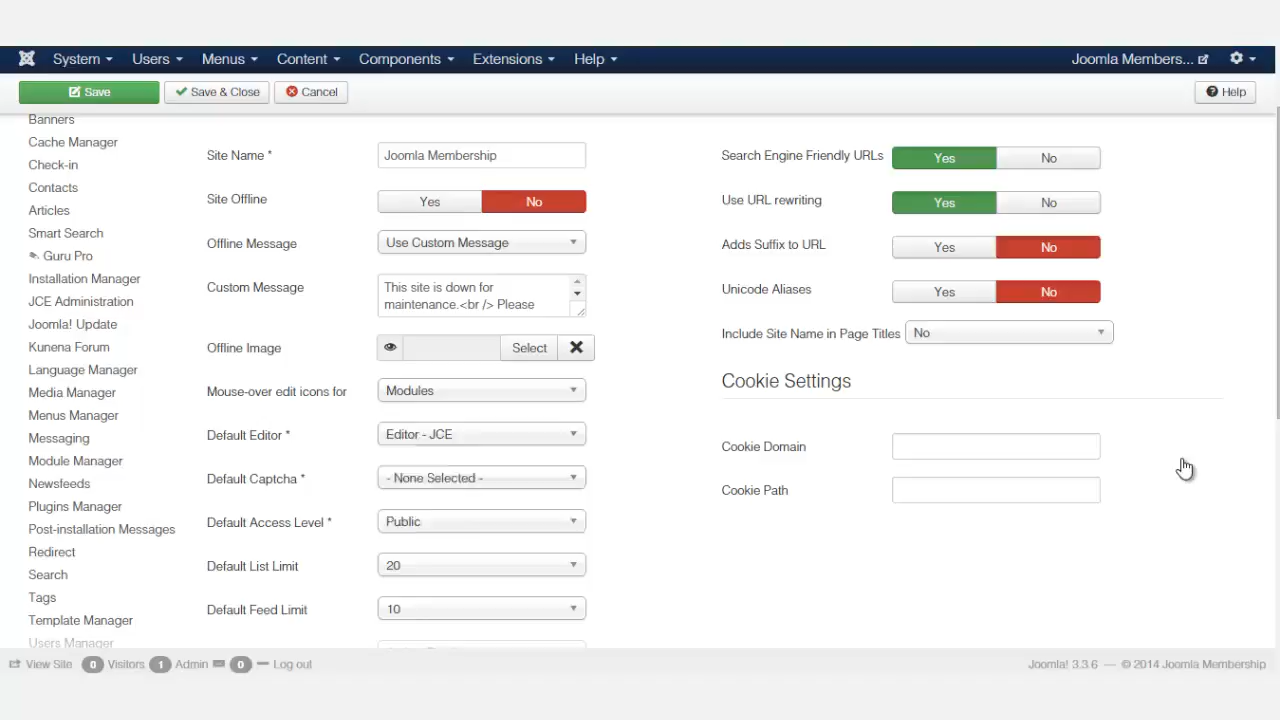 System Users Menus Content Components Extensions Help Joomla Members...
Save Save & Close Cancel Help
Banners
Cache Manager
Check-in
Contacts
Articles
Smart Search
Guru Pro
Installation Manager
JCE Administration
Joomla! Update
Kunena Forum
Language Manager
Media Manager
Menus Manager
Messaging
Module Manager
Newsfeeds
Plugins Manager
Post-installation Messages
Redirect
Search
Tags
Template Manager
Users Manager
Site Name * Joomla Membership
Site Offline Yes No
Offline Message Use Custom Message
Custom Message This site is down for
maintenance.<br /> Please
Offline Image Select
Mouse-over edit icons for Modules
Default Editor * Editor - JCE
Default Captcha * - None Selected -
Default Access Level * Public
Default List Limit 20
Default Feed Limit 10
Search Engine Friendly URLs Yes No
Use URL rewriting Yes No
Adds Suffix to URL Yes No
Unicode Aliases Yes No
Include Site Name in Page Titles No
Cookie Settings
Cookie Domain
Cookie Path
View Site 0 Visitors 1 Admin 0 Log out Joomla! 3.3.6 — © 2014 Joomla Membership